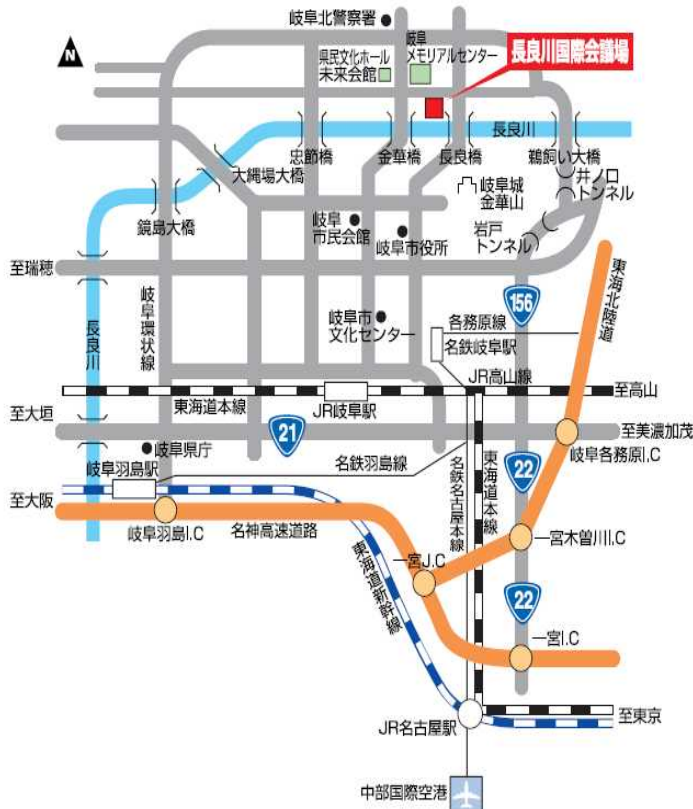 岐阜北警察署
N
県民文化ホール
未来会館
岐阜
メモリアルセンター
長良川国際会議場
長良川
忠節橋
金華橋
長良橋
鵜飼い大橋
大縄場大橋
井ノ口
トンネル
岐阜城
金華山
鏡島大橋
岐阜
市民会館
岐阜市役所
岩戸
トンネル
至瑞穂
長良川
岐阜環状線
156
東海北陸道
岐阜市
文化センター
各務原線
名鉄岐阜駅
JR高山線
至高山
東海道本線
JR岐阜駅
至大垣
21
至美濃加茂
岐阜県庁
岐阜各務原I.C
岐阜羽島駅
名鉄羽島線
名鉄名古屋本線
東海道本線
22
至大阪
岐阜羽島I.C
名神高速道路
一宮木曽川I.C
一宮J.C
東海道新幹線
22
一宮I.C
JR名古屋駅
至東京
中部国際空港